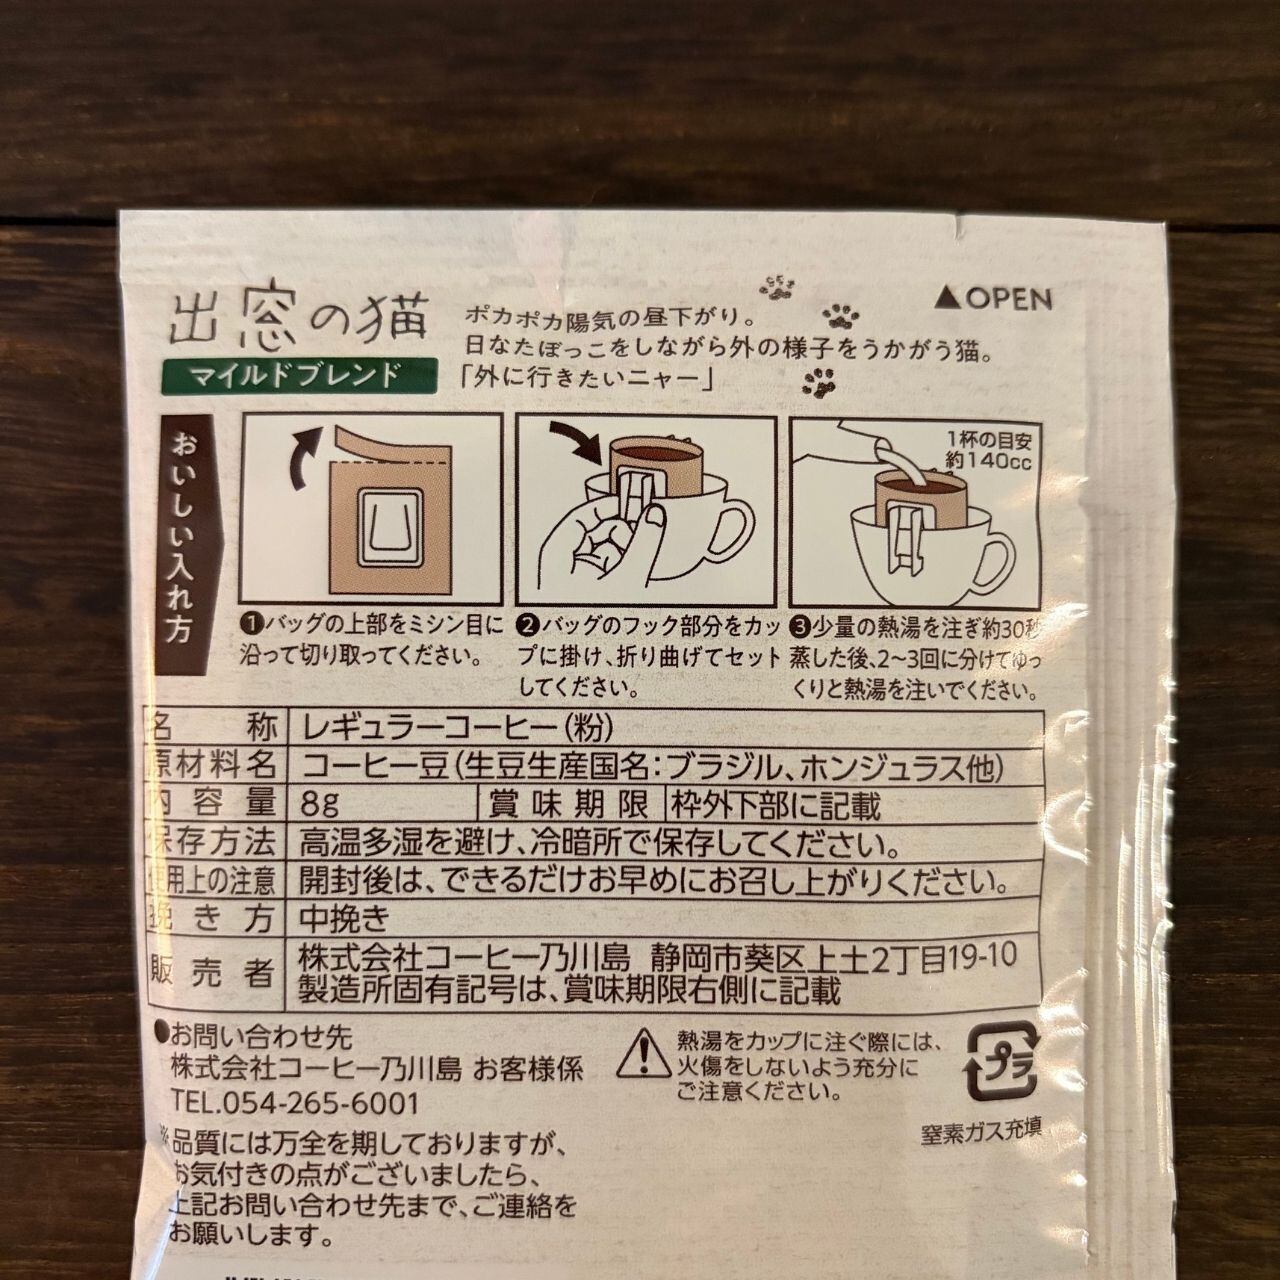 出窓の猫
マイルドブレンド
ポカポカ陽気の昼下がり。
日なたぼっこをしながら外の様子をうかがう猫。
「外に行きたいニャー」
▲OPEN
おいしい入れ方
1杯の目安
約140cc
❶バッグの上部をミシン目に
沿って切り取ってください。
❷バッグのフック部分をカッ
プに掛け、折り曲げてセット
してください。
❸少量の熱湯を注ぎ約30秒
蒸した後、2〜3回に分けてゆっ
くりと熱湯を注いでください。
名称 レギュラーコーヒー(粉)
原材料名 コーヒー豆(生豆生産国名:ブラジル、ホンジュラス他)
内容量 8g 賞味期限 枠外下部に記載
保存方法 高温多湿を避け、冷暗所で保存してください。
使用上の注意 開封後は、できるだけお早めにお召し上がりください。
挽き方 中挽き
販売者 株式会社コーヒー乃川島 静岡市葵区上土2丁目19-10
製造所固有記号は、賞味期限右側に記載
●お問い合わせ先
株式会社コーヒー乃川島 お客様係
TEL.054-265-6001
※品質には万全を期しておりますが、
お気付きの点がございましたら、
上記お問い合わせ先まで、ご連絡を
お願いします。
熱湯をカップに注ぐ際には、
火傷をしないよう充分に
ご注意ください。
プラ
窒素ガス充填